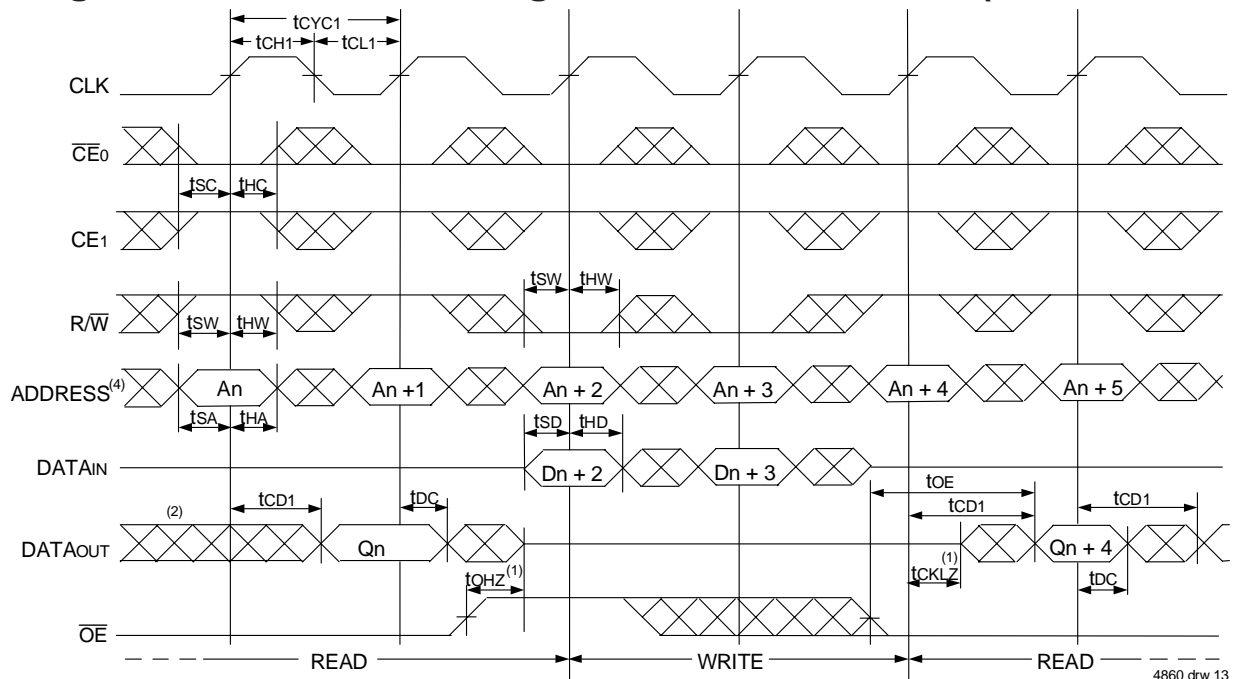 tCYC1
tCH1 tCL1
CLK
CE0
tSC tHC
CE1
tSW tHW
R/W
tSW tHW
ADDRESS(4) An An +1 An + 2 An + 3 An + 4 An + 5
tSA tHA
tSD tHD
DATAIN Dn + 2 Dn + 3
tOE
tCD1 tDC tCD1 tCD1
(2)
DATAOUT Qn Qn + 4
tOHZ(1) tCKLZ(1) tDC
OE
READ WRITE READ
4860 drw 13